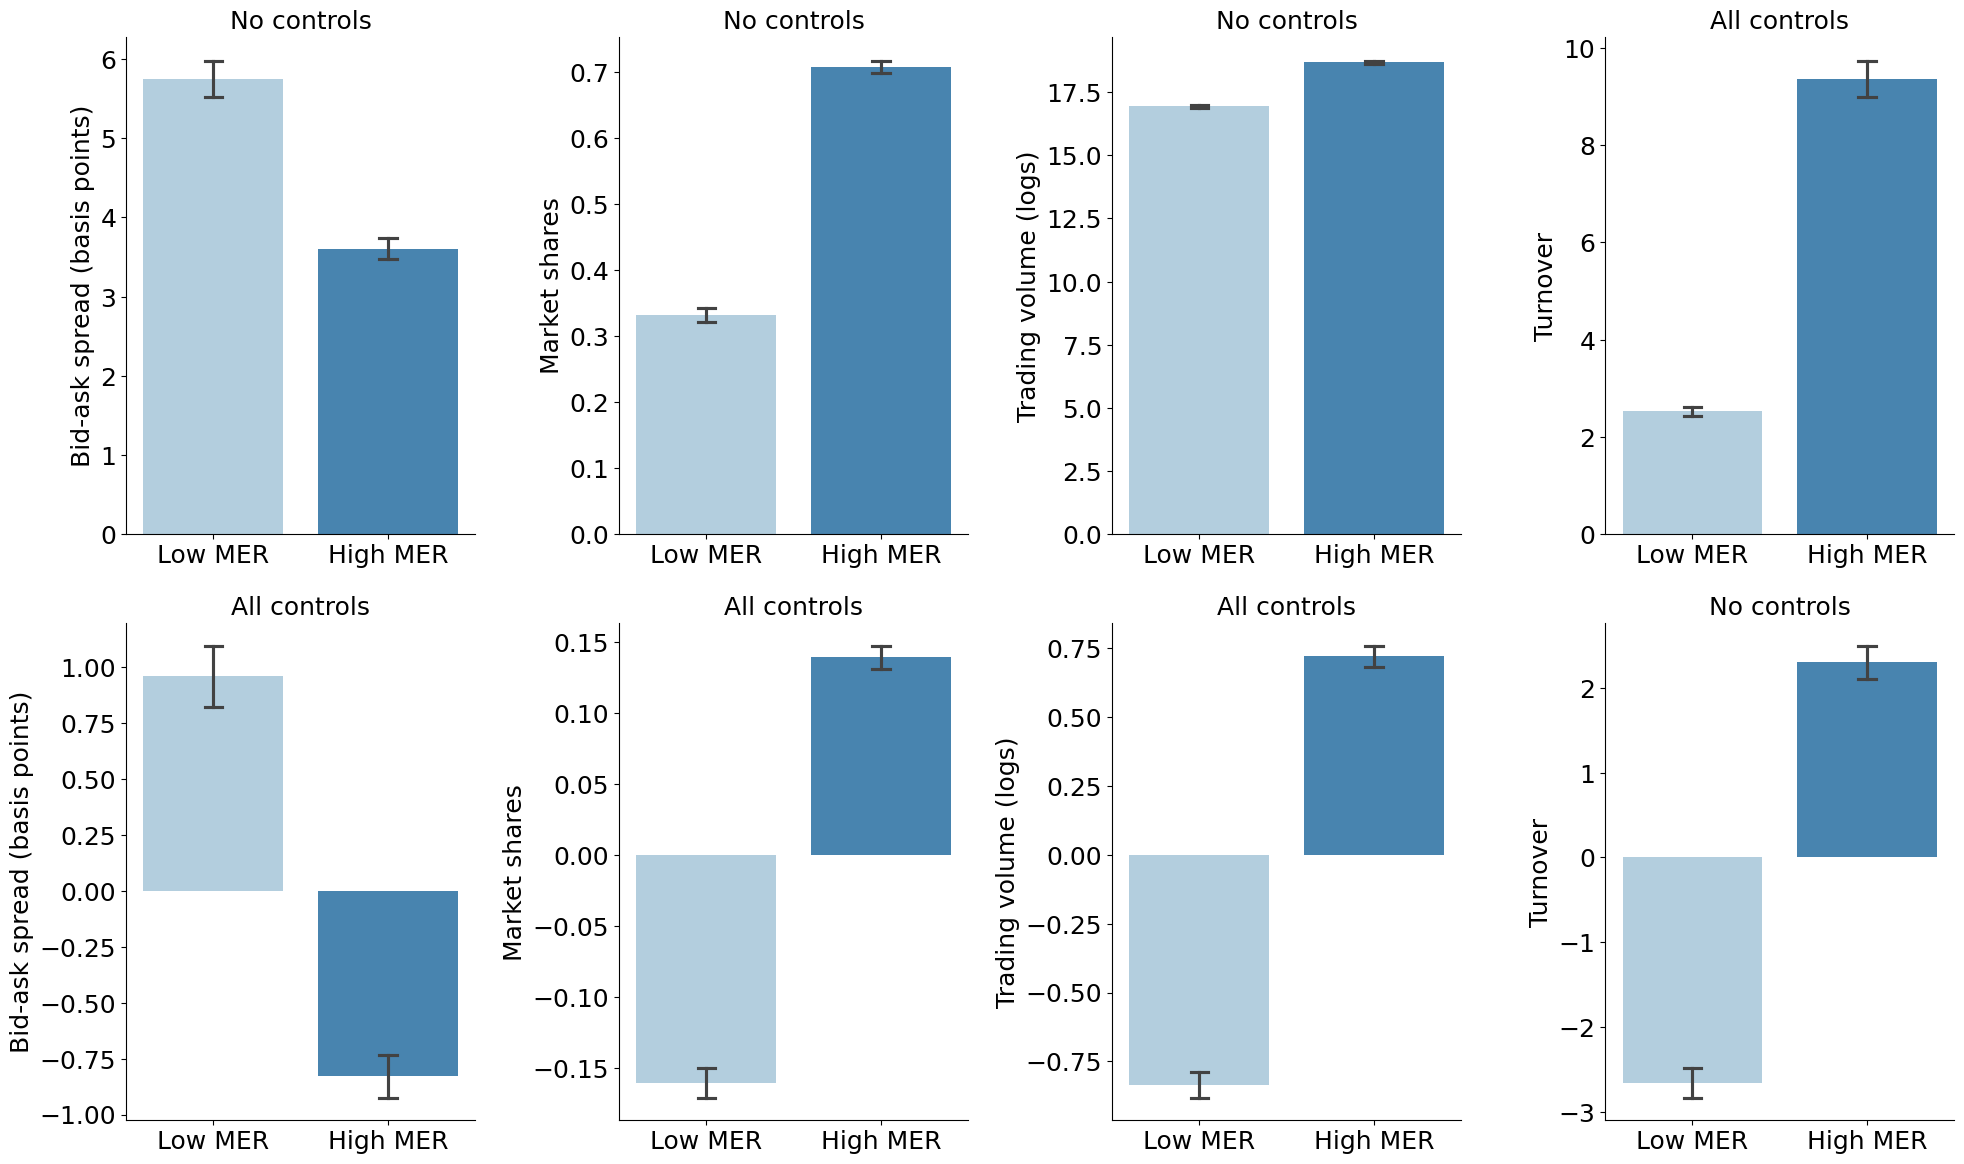 No controls
Bid-ask spread (basis points)
6
5
4
3
2
1
0
Low MER
High MER
No controls
Market shares
0.7
0.6
0.5
0.4
0.3
0.2
0.1
0.0
Low MER
High MER
No controls
Trading volume (logs)
17.5
15.0
12.5
10.0
7.5
5.0
2.5
0.0
Low MER
High MER
All controls
Turnover
10
8
6
4
2
0
Low MER
High MER
All controls
Bid-ask spread (basis points)
1.00
0.75
0.50
0.25
0.00
−0.25
−0.50
−0.75
−1.00
Low MER
High MER
All controls
Market shares
0.15
0.10
0.05
0.00
−0.05
−0.10
−0.15
Low MER
High MER
All controls
Trading volume (logs)
0.75
0.50
0.25
0.00
−0.25
−0.50
−0.75
Low MER
High MER
No controls
Turnover
2
1
0
−1
−2
−3
Low MER
High MER